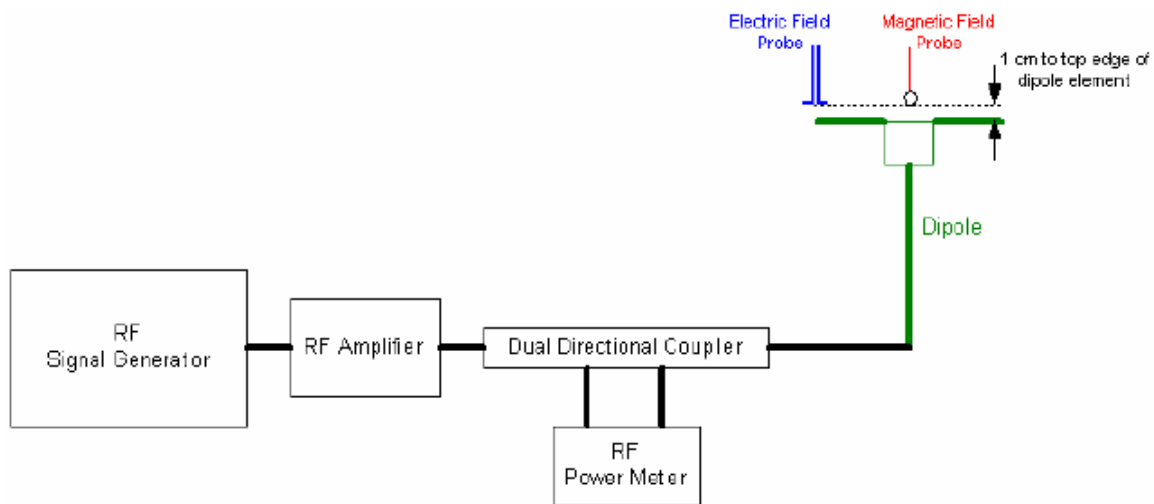 Electric Field
Probe
Magnetic Field
Probe
1 cm to top edge of
dipole element
Dipole
RF
Signal Generator
RF Amplifier
Dual Directional Coupler
RF
Power Meter